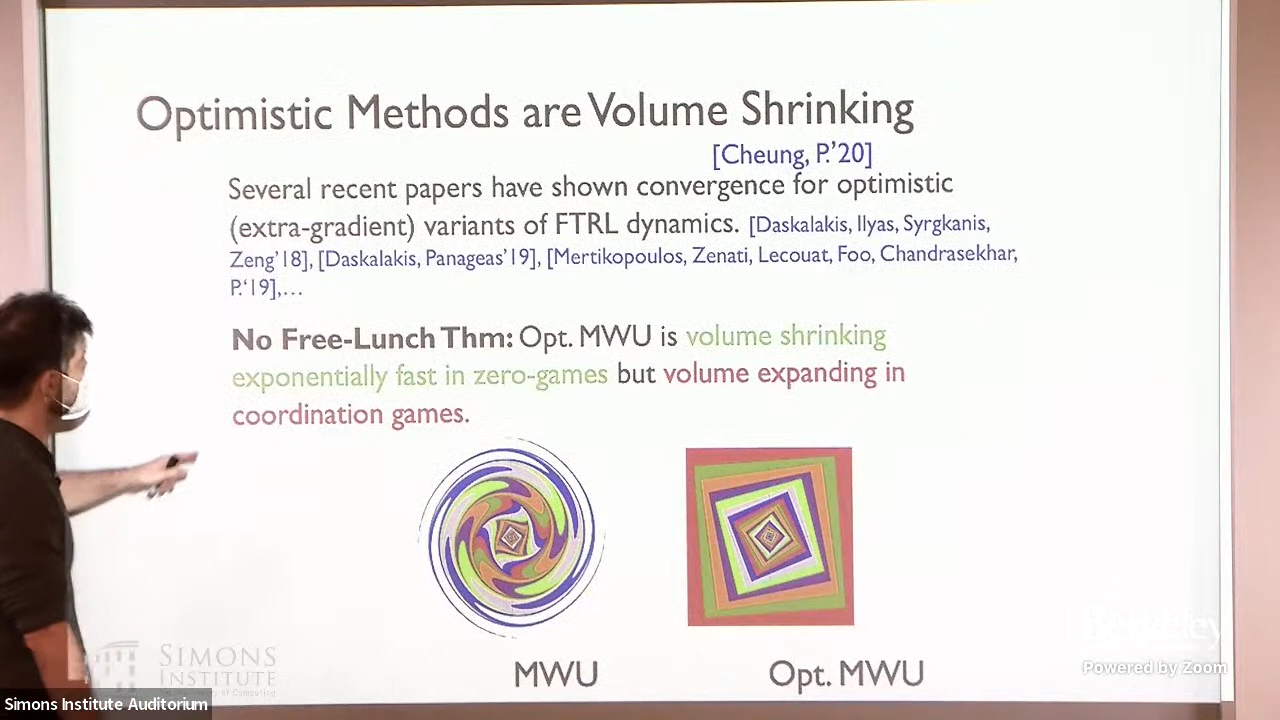 Optimistic Methods are Volume Shrinking
[Cheung, P.'20]
Several recent papers have shown convergence for optimistic
(extra-gradient) variants of FTRL dynamics. [Daskalakis, Ilyas, Syrgkanis,
Zeng'18], [Daskalakis, Panageas'19], [Mertikopoulos, Zenati, Lecouat, Foo, Chandrasekhar,
P.'19],...
No Free-Lunch Thm: Opt. MWU is volume shrinking
exponentially fast in zero-games but volume expanding in
coordination games.
MWU
Opt. MWU
SIMONS
INSTITUTE
Berkeley
Powered by Zoom
Simons Institute Auditorium